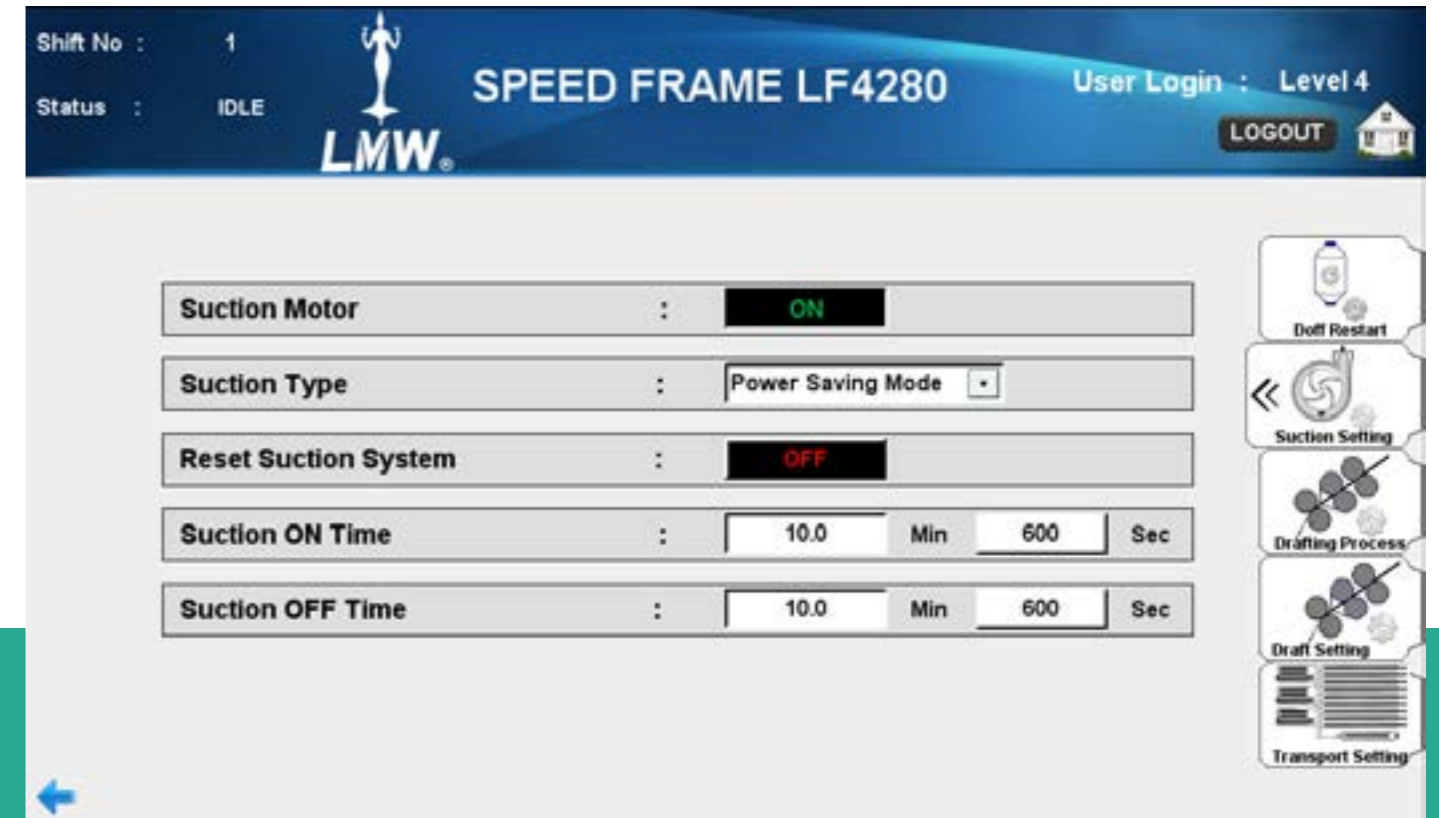 Shift No : 1
Status : IDLE
LMW®
SPEED FRAME LF4280
User Login : Level 4
LOGOUT
Suction Motor : ON
Suction Type : Power Saving Mode
Reset Suction System : OFF
Suction ON Time : 10.0 Min 600 Sec
Suction OFF Time : 10.0 Min 600 Sec
Doff Restart
Suction Setting
Drafting Process
Draft Setting
Transport Setting